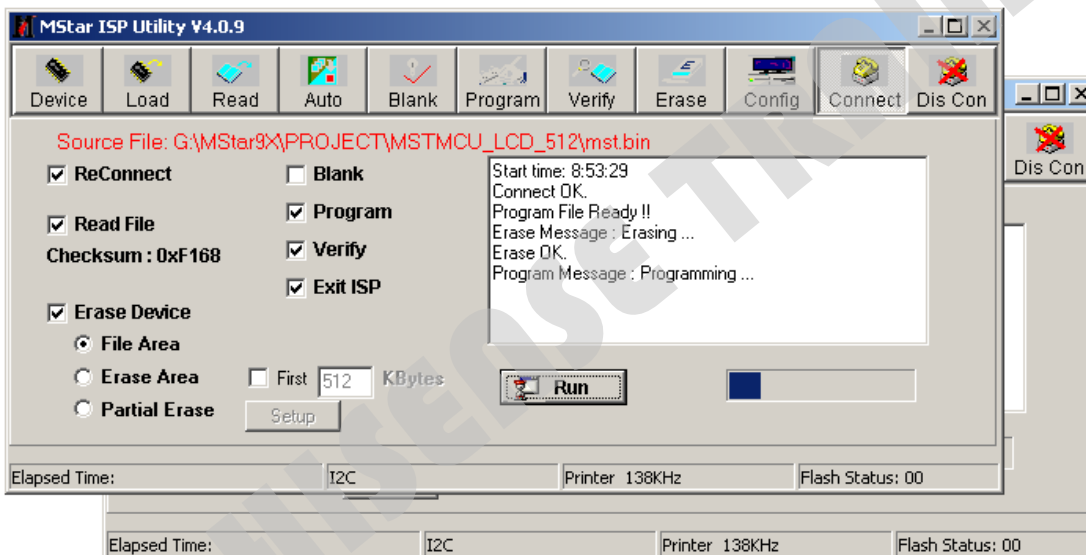 MStar ISP Utility V4.0.9
Device Load Read Auto Blank Program Verify Erase Config Connect Dis Con
Dis Con
Source File: G:\MStar9X\PROJECT\MSTMCU_LCD_512\mst.bin
ReConnect
Read File
Checksum : 0xF168
Erase Device
File Area
Erase Area
Partial Erase
First 512 KBytes
Setup
Blank
Program
Verify
Exit ISP
Start time: 8:53:29
Connect OK.
Program File Ready !!
Erase Message : Erasing ...
Erase OK.
Program Message : Programming ...
Run
Elapsed Time: I2C Printer 138KHz Flash Status: 00
Elapsed Time: I2C Printer 138KHz Flash Status: 00
HISENSE TRAINI